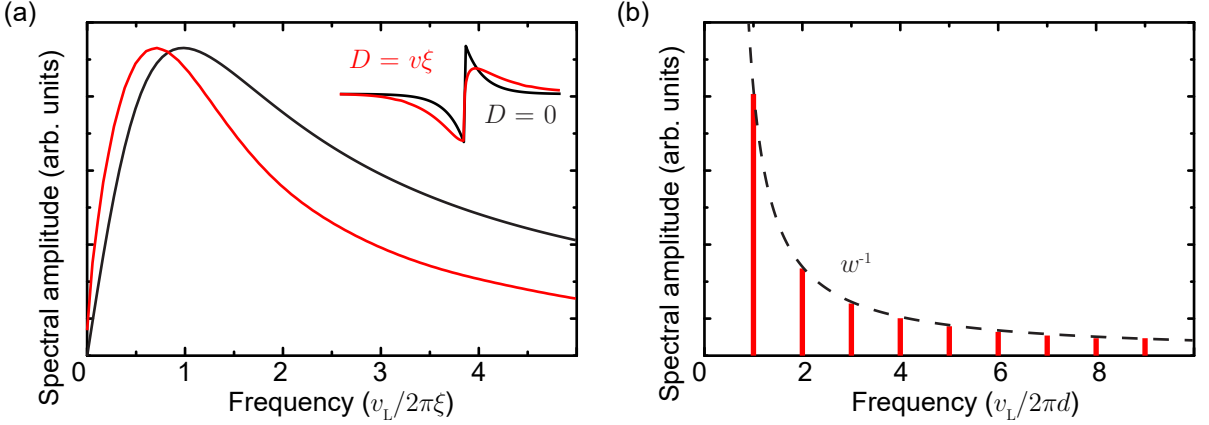 (a)
Spectral amplitude (arb. units)
D = vξ
D = 0
0 1 2 3 4
Frequency (v_L/2πξ)
(b)
Spectral amplitude (arb. units)
w⁻¹
0 2 4 6 8
Frequency (v_L/2πd)